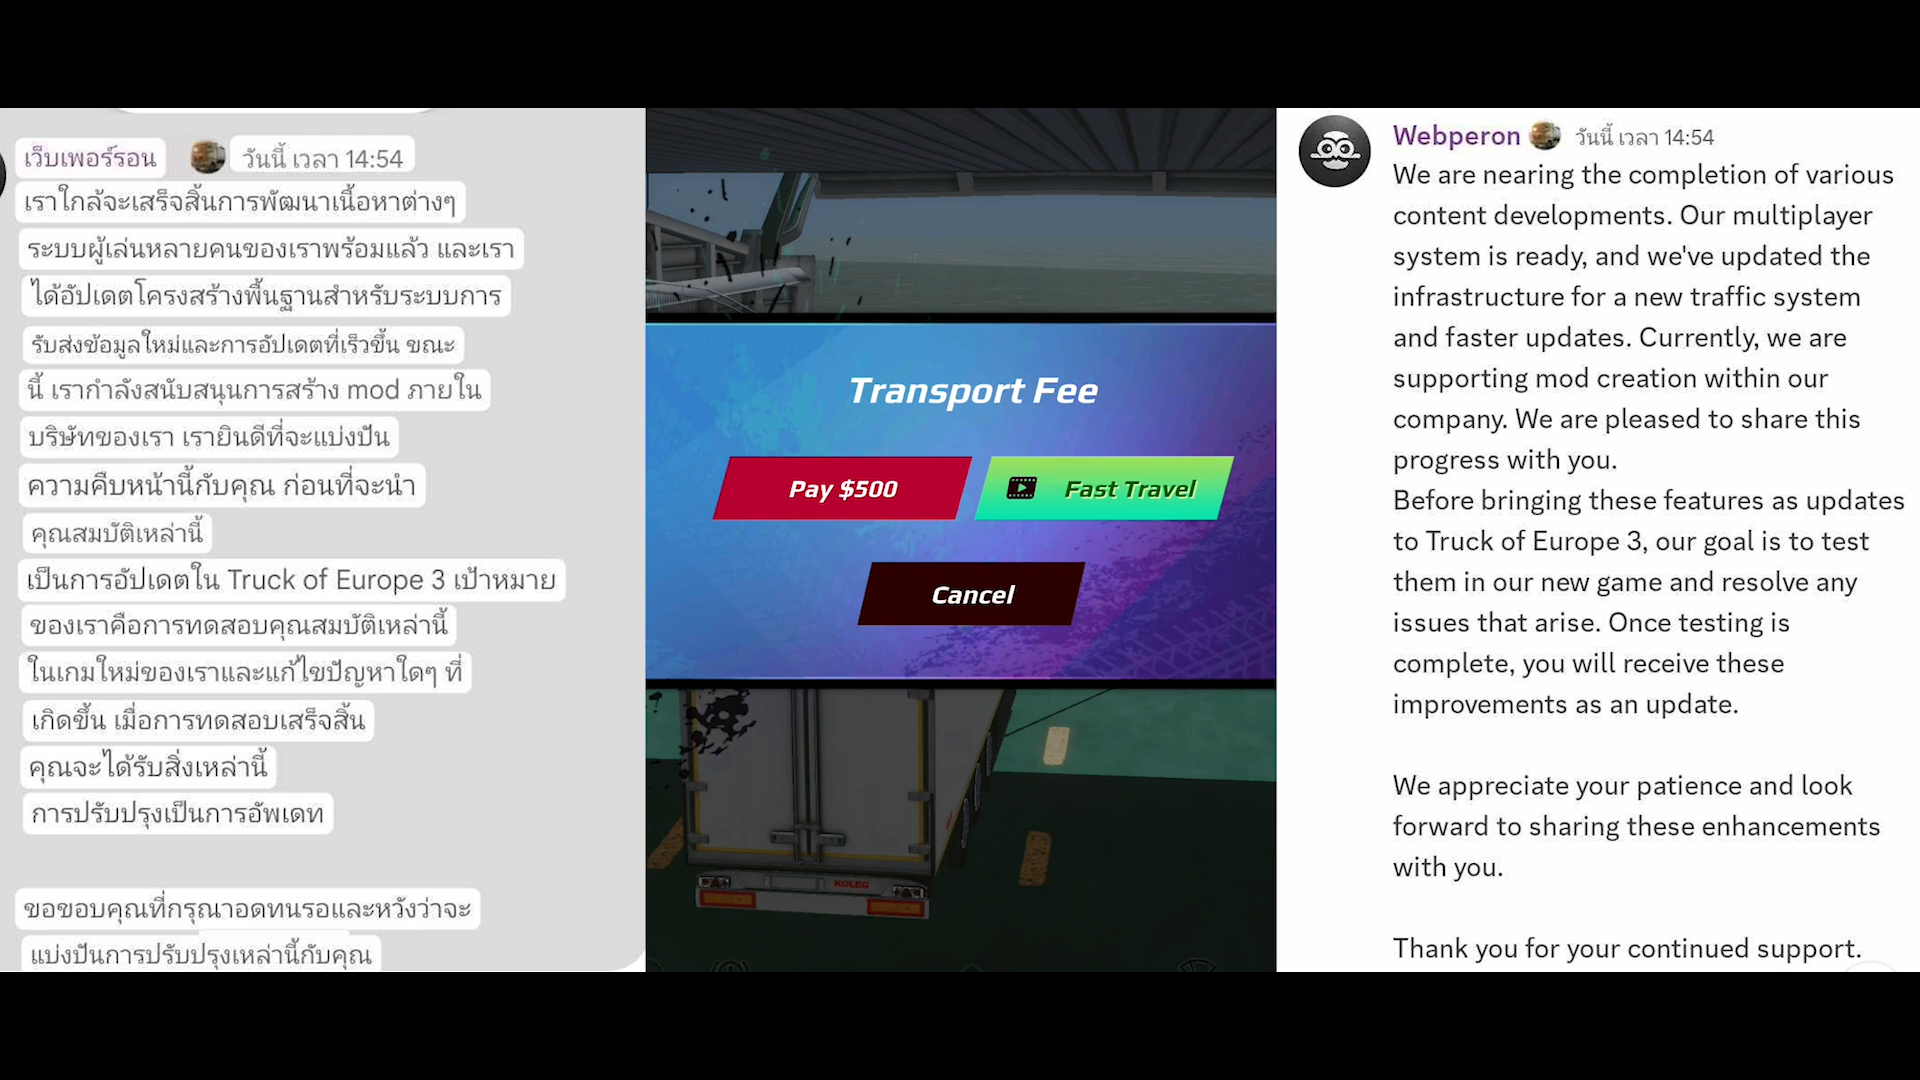 เว็บเพอร์รอน วันนี้ เวลา 14:54
เราใกล้จะเสร็จสิ้นการพัฒนาเนื้อหาต่างๆ
ระบบผู้เล่นหลายคนของเราพร้อมแล้ว และเรา
ได้อัปเดตโครงสร้างพื้นฐานสำหรับระบบการ
รับส่งข้อมูลใหม่และการอัปเดตที่เร็วขึ้น ขณะ
นี้ เรากำลังสนับสนุนการสร้าง mod ภายใน
บริษัทของเรา เรายินดีที่จะแบ่งปัน
ความคืบหน้านี้กับคุณ ก่อนที่จะนำ
คุณสมบัติเหล่านี้
เป็นการอัปเดตใน Truck of Europe 3 เป้าหมาย
ของเราคือการทดสอบคุณสมบัติเหล่านี้
ในเกมใหม่ของเราและแก้ไขปัญหาใดๆ ที่
เกิดขึ้น เมื่อการทดสอบเสร็จสิ้น
คุณจะได้รับสิ่งเหล่านี้
การปรับปรุงเป็นการอัพเดท
ขอขอบคุณที่กรุณาอดทนรอและหวังว่าจะ
แบ่งปันการปรับปรุงเหล่านี้กับคุณ
Transport Fee
Pay $500
Fast Travel
Cancel
KOLEG
Webperon วันนี้ เวลา 14:54
We are nearing the completion of various
content developments. Our multiplayer
system is ready, and we've updated the
infrastructure for a new traffic system
and faster updates. Currently, we are
supporting mod creation within our
company. We are pleased to share this
progress with you.
Before bringing these features as updates
to Truck of Europe 3, our goal is to test
them in our new game and resolve any
issues that arise. Once testing is
complete, you will receive these
improvements as an update.
We appreciate your patience and look
forward to sharing these enhancements
with you.
Thank you for your continued support.